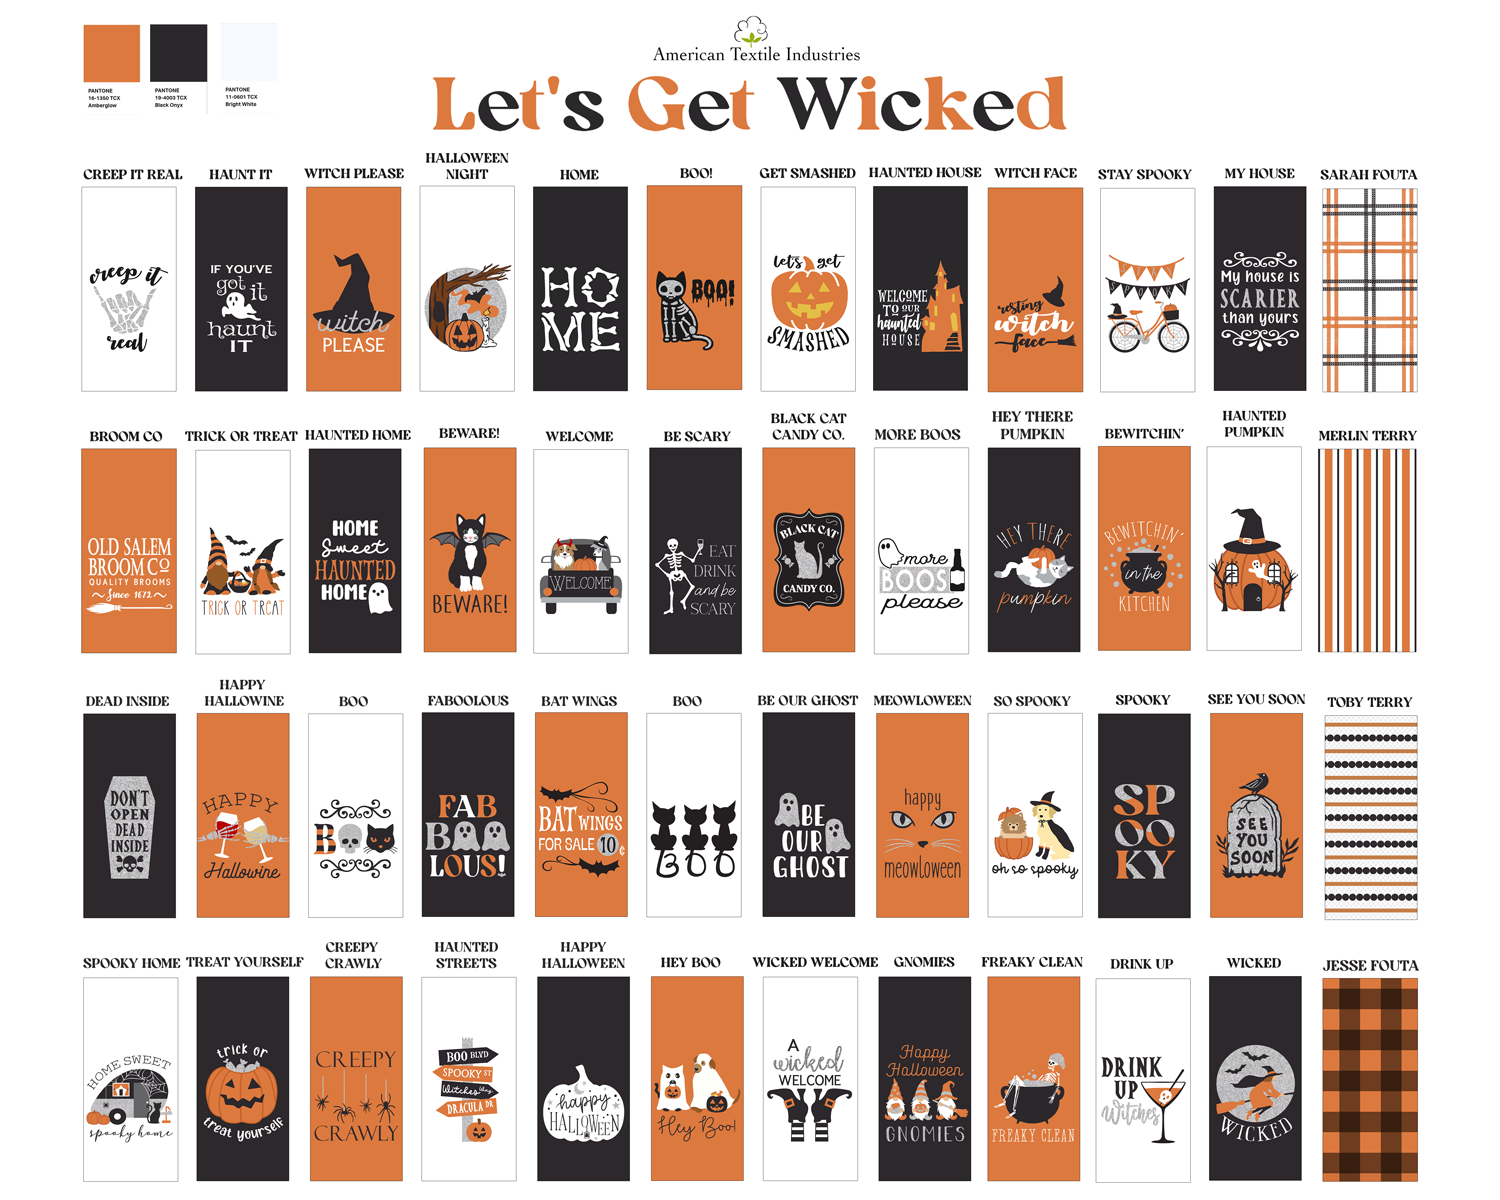 American Textile Industries
Let's Get Wicked
PANTONE
16-1350 TCX
Amberglow
PANTONE
19-4003 TCX
Black Onyx
PANTONE
11-0601 TCX
Bright White
CREEP IT REAL
HAUNT IT
WITCH PLEASE
HALLOWEEN
NIGHT
HOME
BOO!
GET SMASHED
HAUNTED HOUSE
WITCH FACE
STAY SPOOKY
MY HOUSE
SARAH FOUTA
creep it
real
IF YOU'VE
got it
haunt
IT
witch
PLEASE
HO
ME
BOO!
let's get
SMASHED
WELCOME
TO OUR
haunted
HOUSE
resting
witch
face
My house is
SCARIER
than yours
BROOM CO
TRICK OR TREAT
HAUNTED HOME
BEWARE!
WELCOME
BE SCARY
BLACK CAT
CANDY CO.
MORE BOOS
HEY THERE
PUMPKIN
BEWITCHIN'
HAUNTED
PUMPKIN
MERLIN TERRY
OLD SALEM
BROOM CO
QUALITY BROOMS
~ Since 1672 ~
TRICK OR TREAT
HOME
Sweet
HAUNTED
HOME
BEWARE!
WELCOME
EAT
DRINK
and be
SCARY
BLACK CAT
CANDY CO.
more
BOOS
please
HEY THERE
pumpkin
BEWITCHIN'
in the
KITCHEN
DEAD INSIDE
HAPPY
HALLOWINE
BOO
FABOOLOUS
BAT WINGS
BOO
BE OUR GHOST
MEOWLOWEEN
SO SPOOKY
SPOOKY
SEE YOU SOON
TOBY TERRY
DON'T
OPEN
DEAD
INSIDE
HAPPY
Hallowine
B
FAB
BOO
LOUS!
BAT WINGS
FOR SALE 10¢
BOO
BE
OUR
GHOST
happy
meowloween
oh so spooky
SP
OO
KY
SEE
YOU
SOON
SPOOKY HOME
TREAT YOURSELF
CREEPY
CRAWLY
HAUNTED
STREETS
HAPPY
HALLOWEEN
HEY BOO
WICKED WELCOME
GNOMIES
FREAKY CLEAN
DRINK UP
WICKED
JESSE FOUTA
HOME SWEET
spooky home
trick or
treat yourself
CREEPY
CRAWLY
BOO BLVD
SPOOKY ST
Witches Way
DRACULA DR
happy
HALLOWEEN
Hey Boo!
A
wicked
WELCOME
Happy
Halloween
GNOMIES
FREAKY CLEAN
DRINK
UP
Witches
WICKED